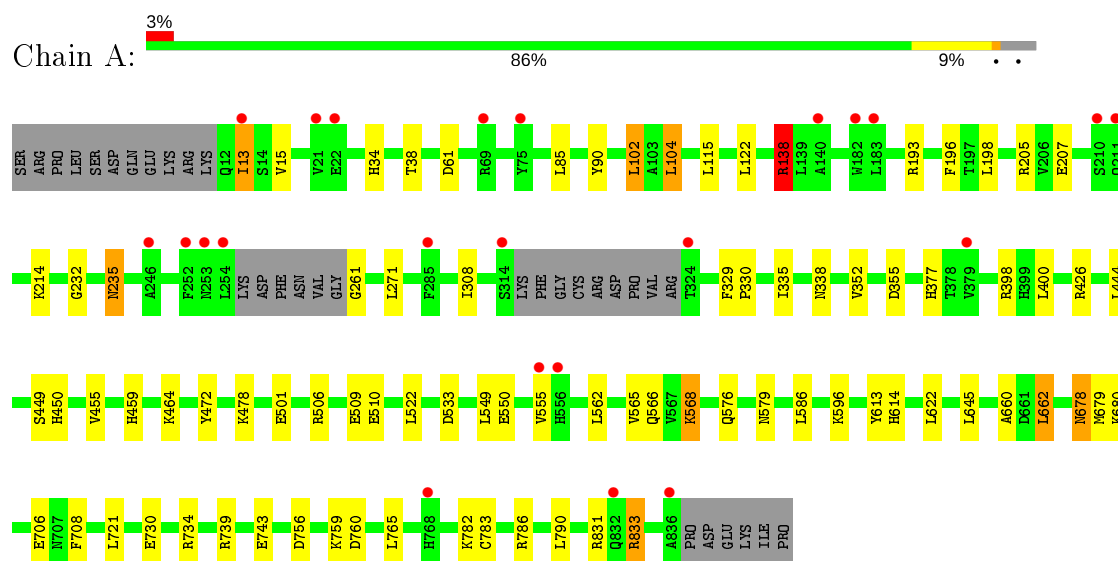 3%
Chain A:
86% 9% • •
SER ARG PRO LEU SER ASP GLN GLU LYS ARG LYS Q12 I13 S14 V15 V21 E22 H34 T38 D61 R69 Y75 L85 Y90 L102 A103 L104 L115 L122 R138 L139 A140 W182 L183 R193 F196 T197 L198 R205 V206 E207 S210 Q211
K214 G232 N235 A246 F252 N253 L254 LYS ASP PHE ASN VAL GLY G261 L271 F285 I308 S314 LYS PHE GLY CYS ARG ASP PRO VAL ARG T324 F329 P330 I335 N338 V352 D355 H377 T378 V379 R398 H399 L400 R426 L444
S449 H450 V455 H459 K464 Y472 K478 E501 R506 E509 E510 L522 D533 L549 E550 V555 H556 L562 V565 Q566 V567 K568 Q576 N579 L586 K596 Y613 H614 L622 L645 A660 D661 L662 N678 M679 K680
E706 N707 F708 L721 E730 R734 R739 E743 D756 K759 D760 L765 H768 K782 C783 R786 L790 R831 Q832 R833 A836 PRO ASP GLU LYS ILE PRO